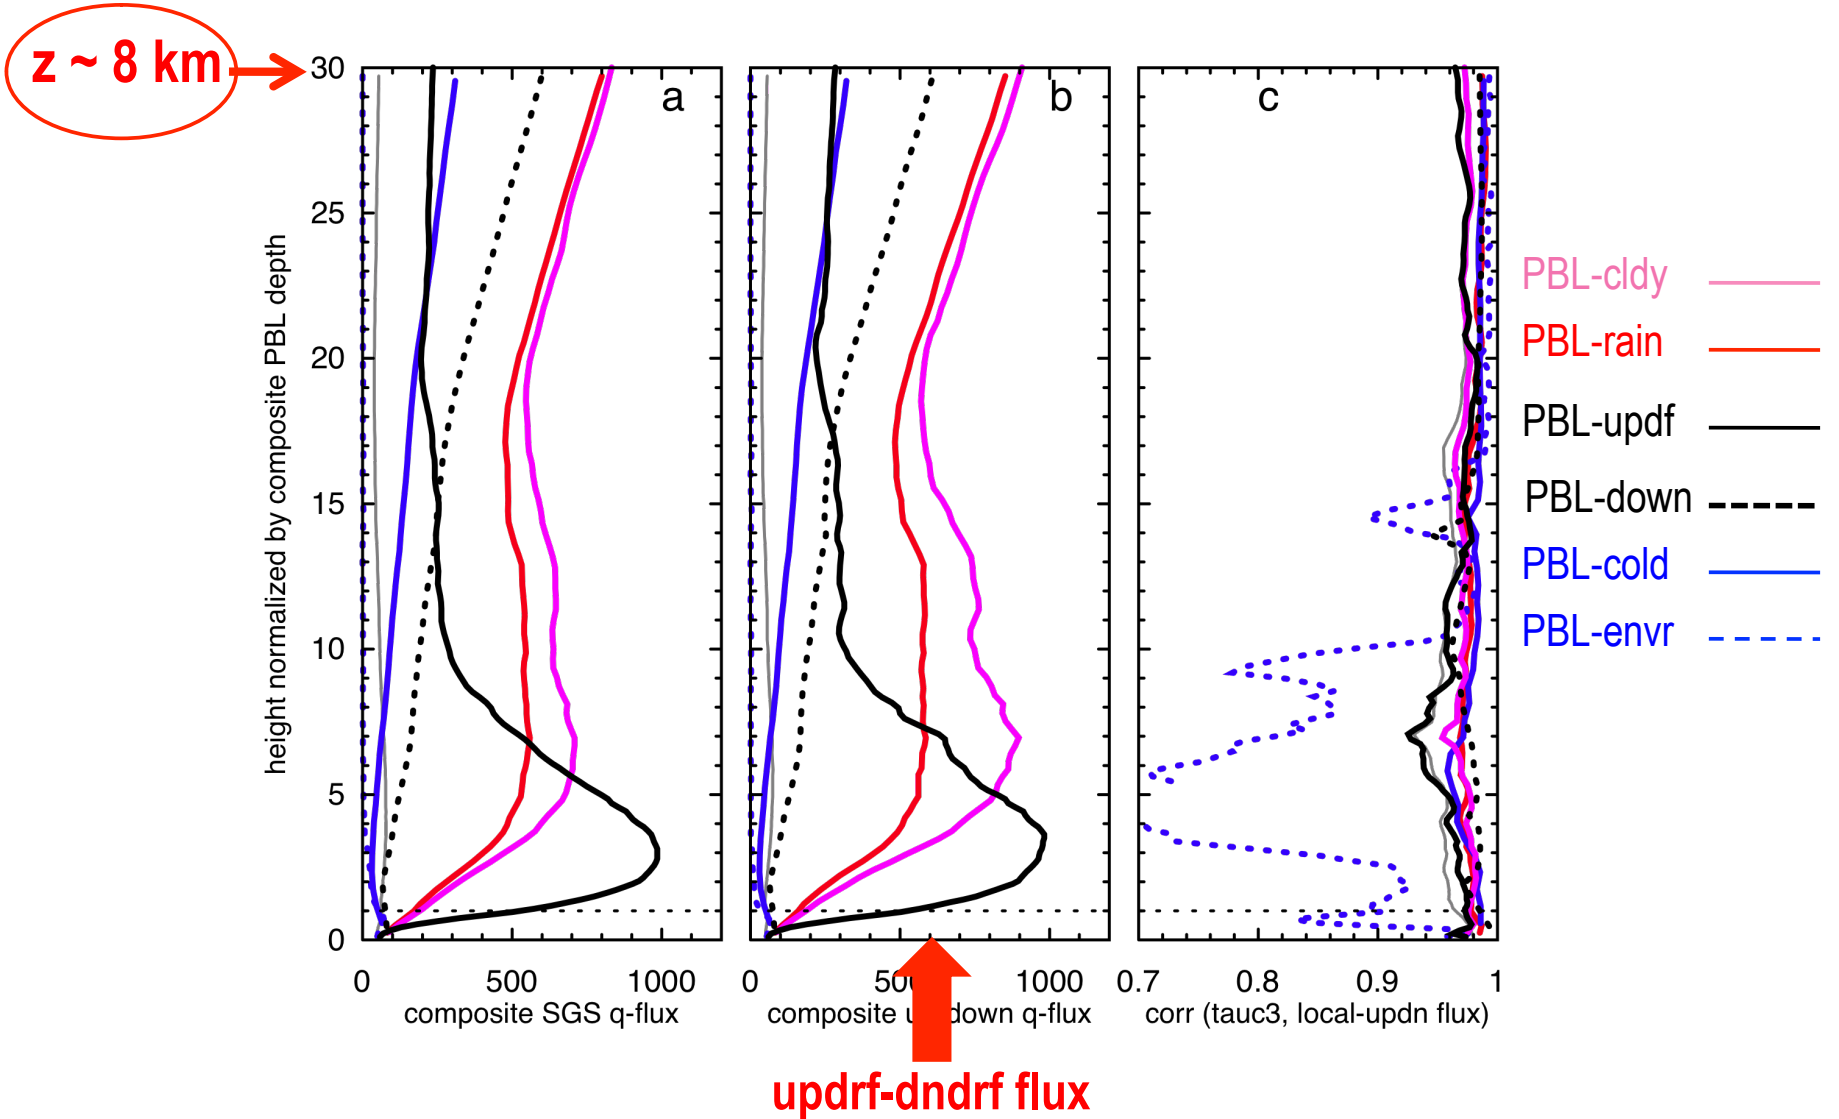 z ~ 8 km
a
b
c
height normalized by composite PBL depth
30
25
20
15
10
5
0
0
500
1000
composite SGS q-flux
0
1000
composite
down q-flux
0.7
0.8
0.9
1
corr (tauc3, local-updn flux)
updrf-dndrf flux
PBL-cldy
PBL-rain
PBL-updf
PBL-down
PBL-cold
PBL-envr